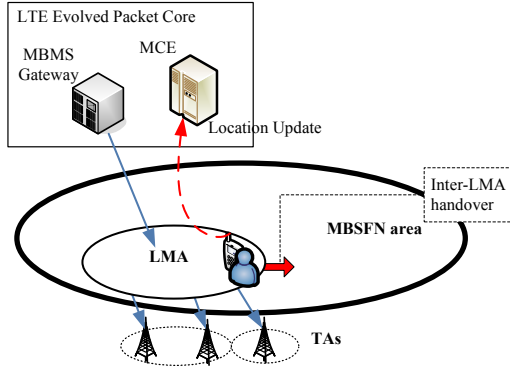 LTE Evolved Packet Core
MBMS
Gateway
MCE
Location Update
Inter-LMA
handover
MBSFN area
LMA
TAs